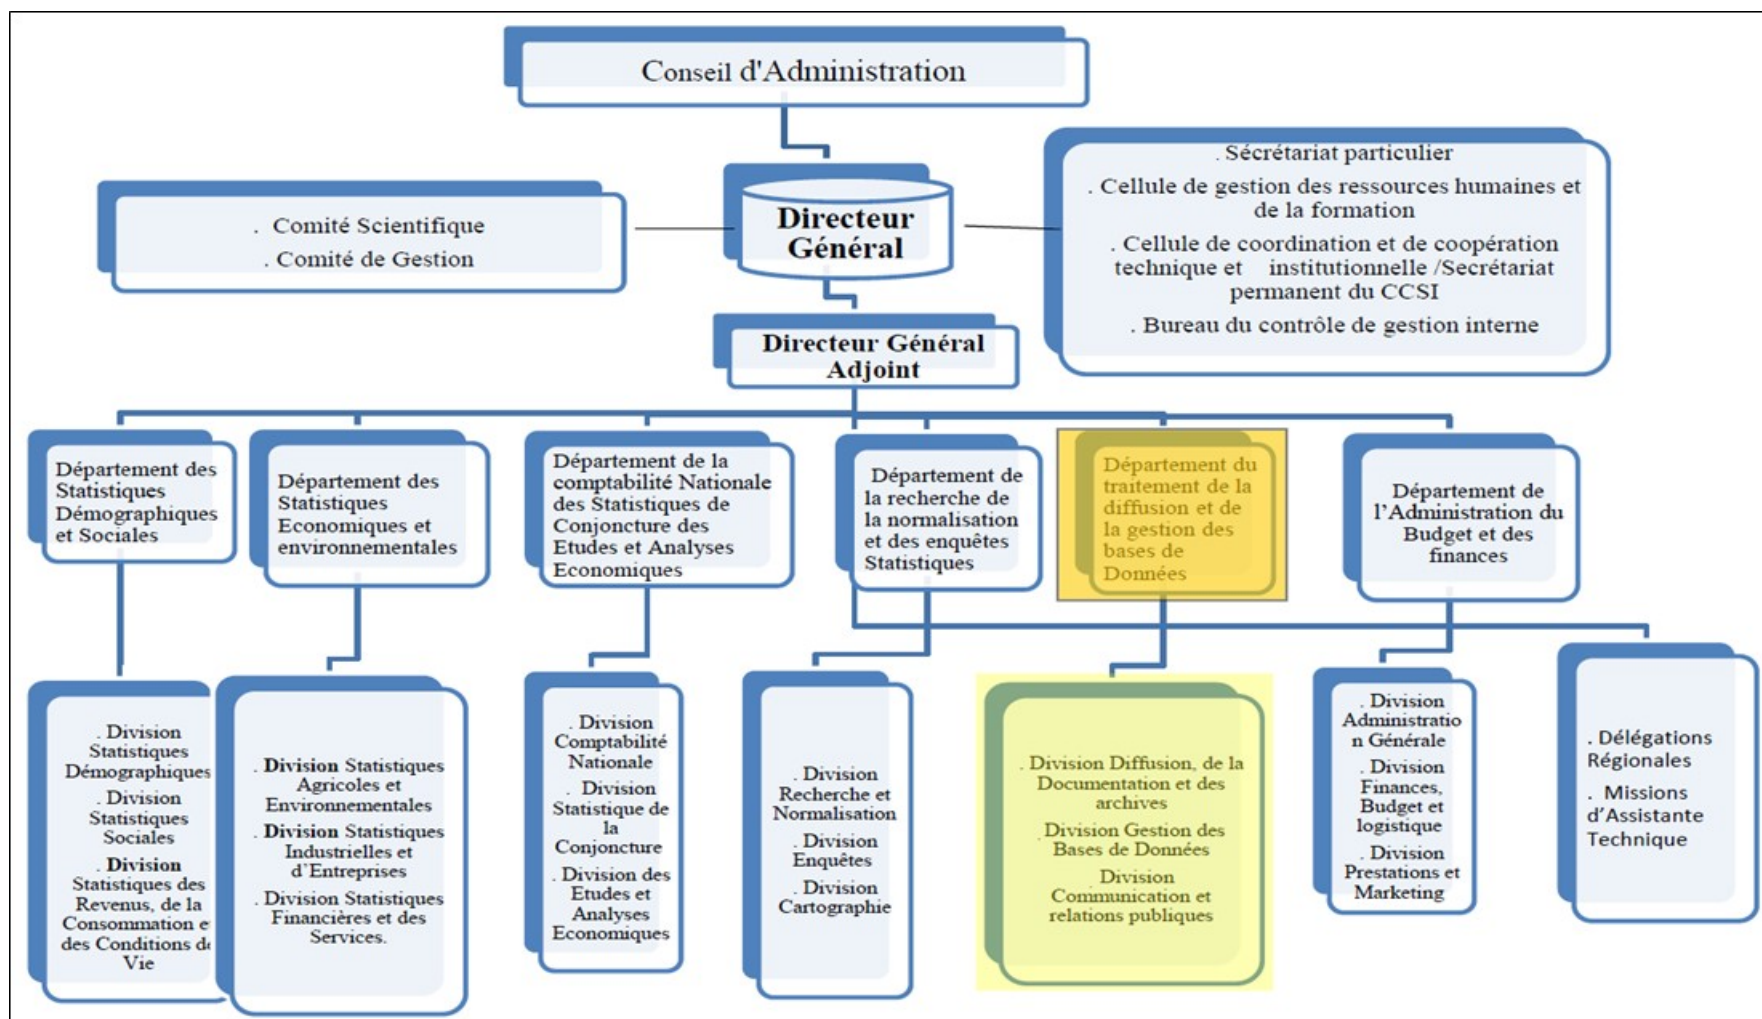 Conseil d'Administration
. Comité Scientifique
. Comité de Gestion
Directeur
Général
. Sécrétariat particulier
. Cellule de gestion des ressources humaines et
de la formation
. Cellule de coordination et de coopération
technique et institutionnelle /Secrétariat
permanent du CCSI
. Bureau du contrôle de gestion interne
Directeur Général
Adjoint
Département des
Statistiques
Démographiques
et Sociales
Département des
Statistiques
Economiques et
environnementales
Département de la
comptabilité Nationale
des Statistiques de
Conjoncture des
Etudes et Analyses
Economiques
Département de
la recherche de
la normalisation
et des enquêtes
Statistiques
Département du
traitement de la
diffusion et de
la gestion des
bases de
Données
Département de
l'Administration du
Budget et des
finances
. Division
Statistiques
Démographiques
. Division
Statistiques
Sociales
. Division
Statistiques des
Revenus, de la
Consommation et
des Conditions de
Vie
. Division Statistiques
Agricoles et
Environnementales
. Division Statistiques
Industrielles et
d'Entreprises
. Division Statistiques
Financières et des
Services.
. Division
Comptabilité
Nationale
. Division
Statistique de
la
Conjoncture
. Division des
Etudes et
Analyses
Economiques
. Division
Recherche et
Normalisation
. Division
Enquêtes
. Division
Cartographie
. Division Diffusion, de la
Documentation et des
archives
. Division Gestion des
Bases de Données
. Division
Communication et
relations publiques
. Division
Administratio
n Générale
. Division
Finances,
Budget et
logistique
. Division
Prestations et
Marketing
. Délégations
Régionales
. Missions
d'Assistante
Technique